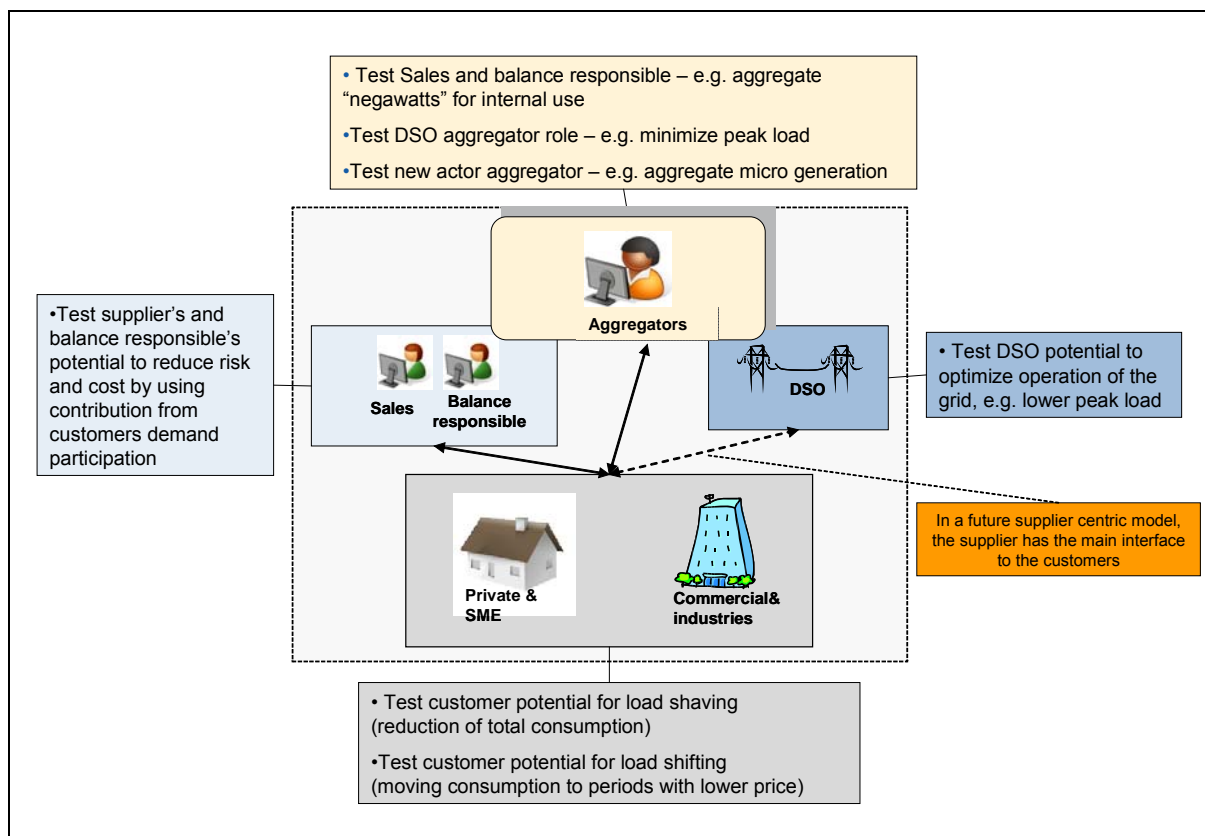 • Test Sales and balance responsible – e.g. aggregate
“negawatts” for internal use
•Test DSO aggregator role – e.g. minimize peak load
•Test new actor aggregator – e.g. aggregate micro generation
Aggregators
•Test supplier’s and
balance responsible’s
potential to reduce risk
and cost by using
contribution from
customers demand
participation
Sales
Balance
responsible
DSO
• Test DSO potential to
optimize operation of the
grid, e.g. lower peak load
In a future supplier centric model,
the supplier has the main interface
to the customers
Private &
SME
Commercial&
industries
• Test customer potential for load shaving
(reduction of total consumption)
•Test customer potential for load shifting
(moving consumption to periods with lower price)